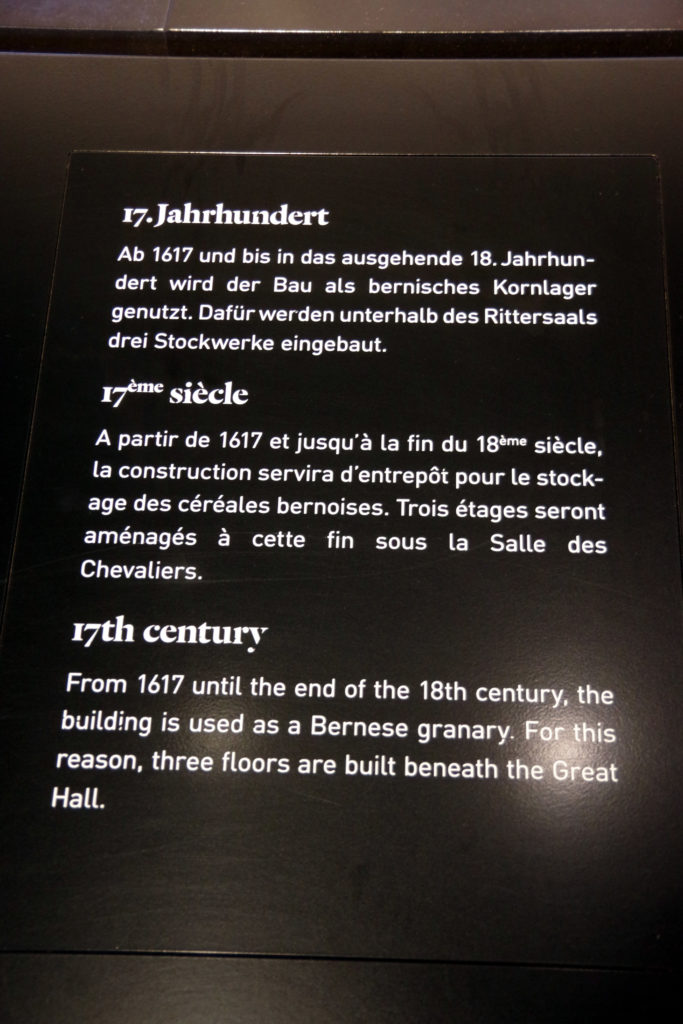 17. Jahrhundert
Ab 1617 und bis in das ausgehende 18. Jahrhun-
dert wird der Bau als bernisches Kornlager
genutzt. Dafür werden unterhalb des Rittersaals
drei Stockwerke eingebaut.
17ème siècle
A partir de 1617 et jusqu'à la fin du 18ème siècle,
la construction servira d'entrepôt pour le stock-
age des céréales bernoises. Trois étages seront
aménagés à cette fin sous la Salle des
Chevaliers.
17th century
From 1617 until the end of the 18th century, the
building is used as a Bernese granary. For this
reason, three floors are built beneath the Great
Hall.